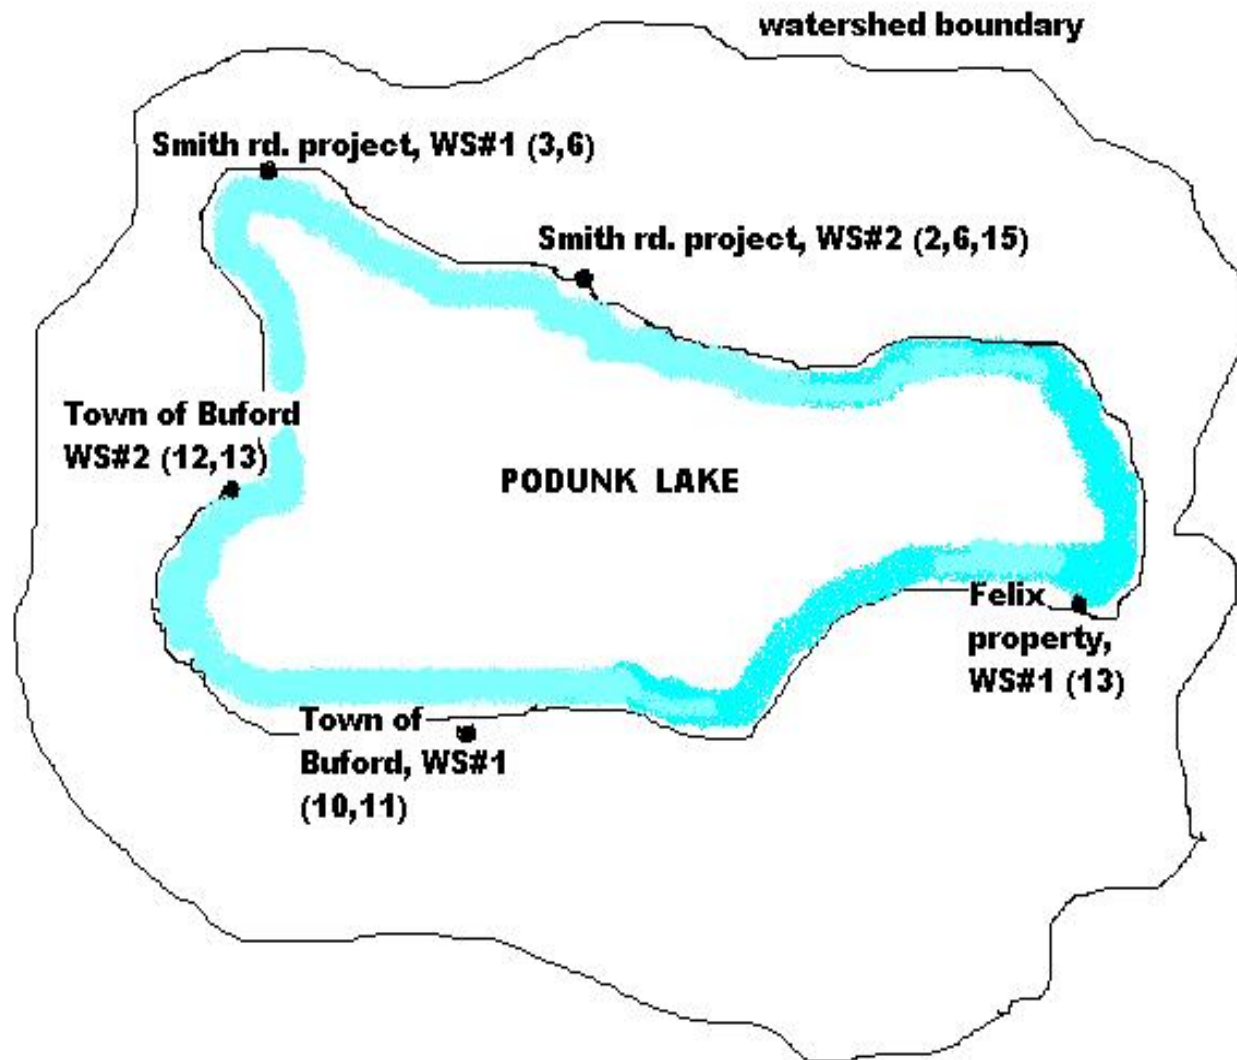 watershed boundary
Smith rd. project, WS#1 (3,6)
Smith rd. project, WS#2 (2,6,15)
Town of Buford
WS#2 (12,13)
PODUNK LAKE
Felix
property,
WS#1 (13)
Town of
Buford, WS#1
(10,11)